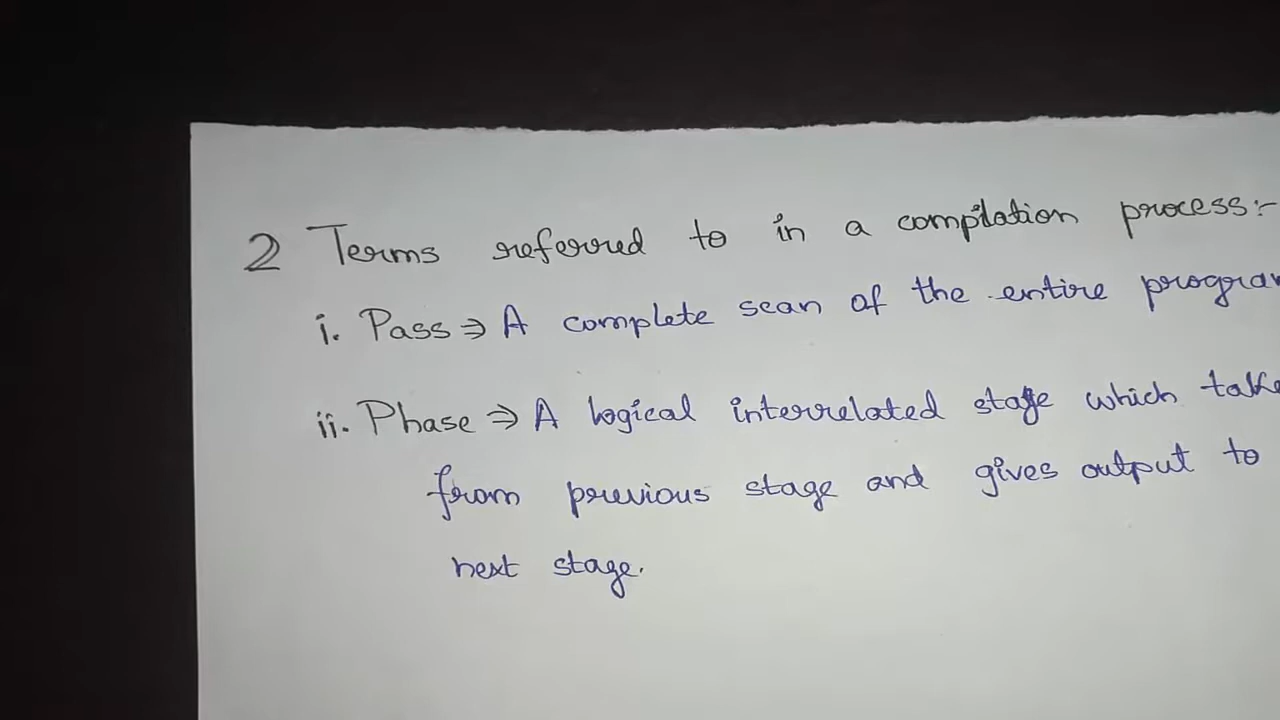 2 Terms referred to in a compilation process:-
i. Pass ⇒ A complete scan of the entire progra
ii. Phase ⇒ A logical interrelated stage which take
from previous stage and gives output to
next stage.